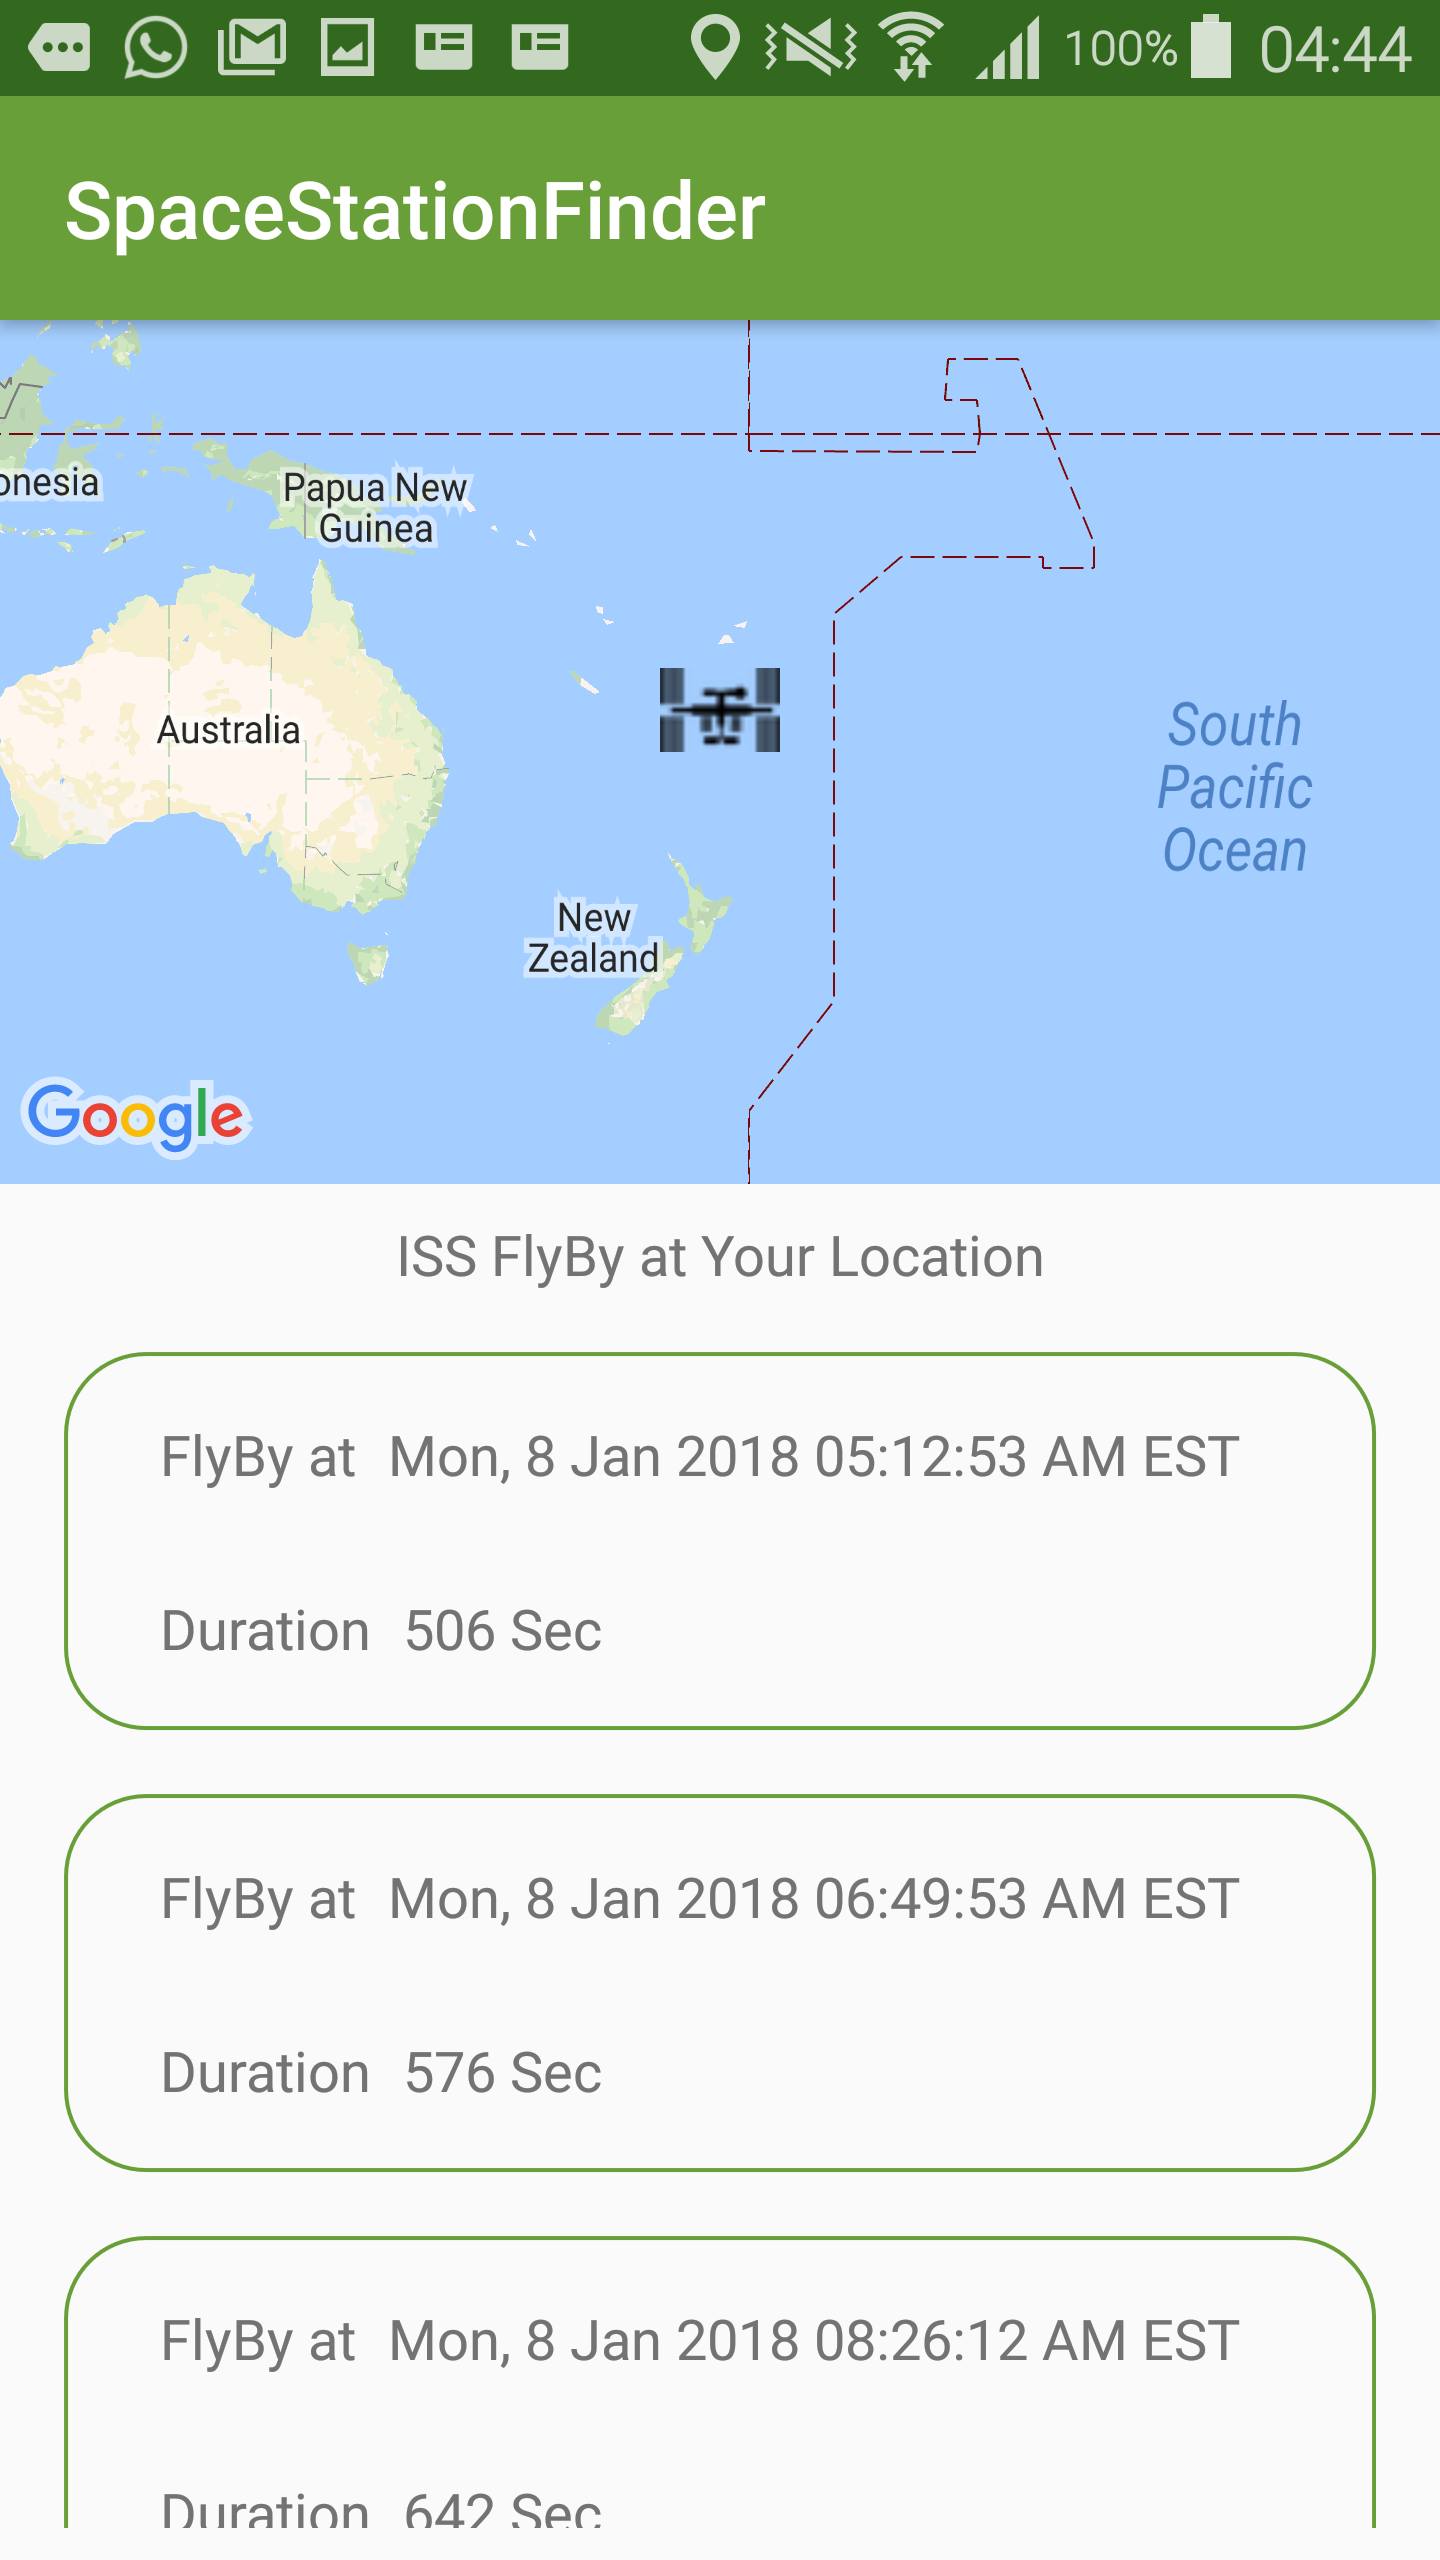 100% 04:44
SpaceStationFinder
onesia
Papua New
Guinea
Australia
South
Pacific
Ocean
New
Zealand
Google
ISS FlyBy at Your Location
FlyBy at Mon, 8 Jan 2018 05:12:53 AM EST
Duration 506 Sec
FlyBy at Mon, 8 Jan 2018 06:49:53 AM EST
Duration 576 Sec
FlyBy at Mon, 8 Jan 2018 08:26:12 AM EST
Duration 642 Sec